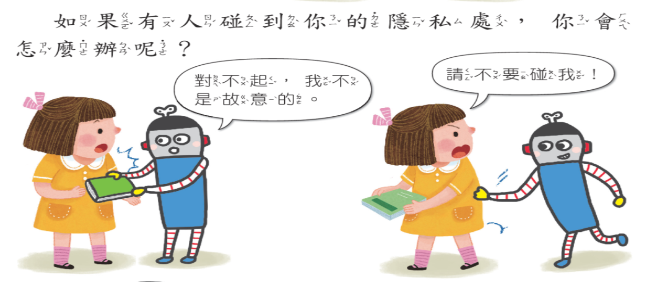 如果有人碰到你的隱私處，你會
怎麼辦呢？
對不起，我不
是故意的。
請不要碰我！